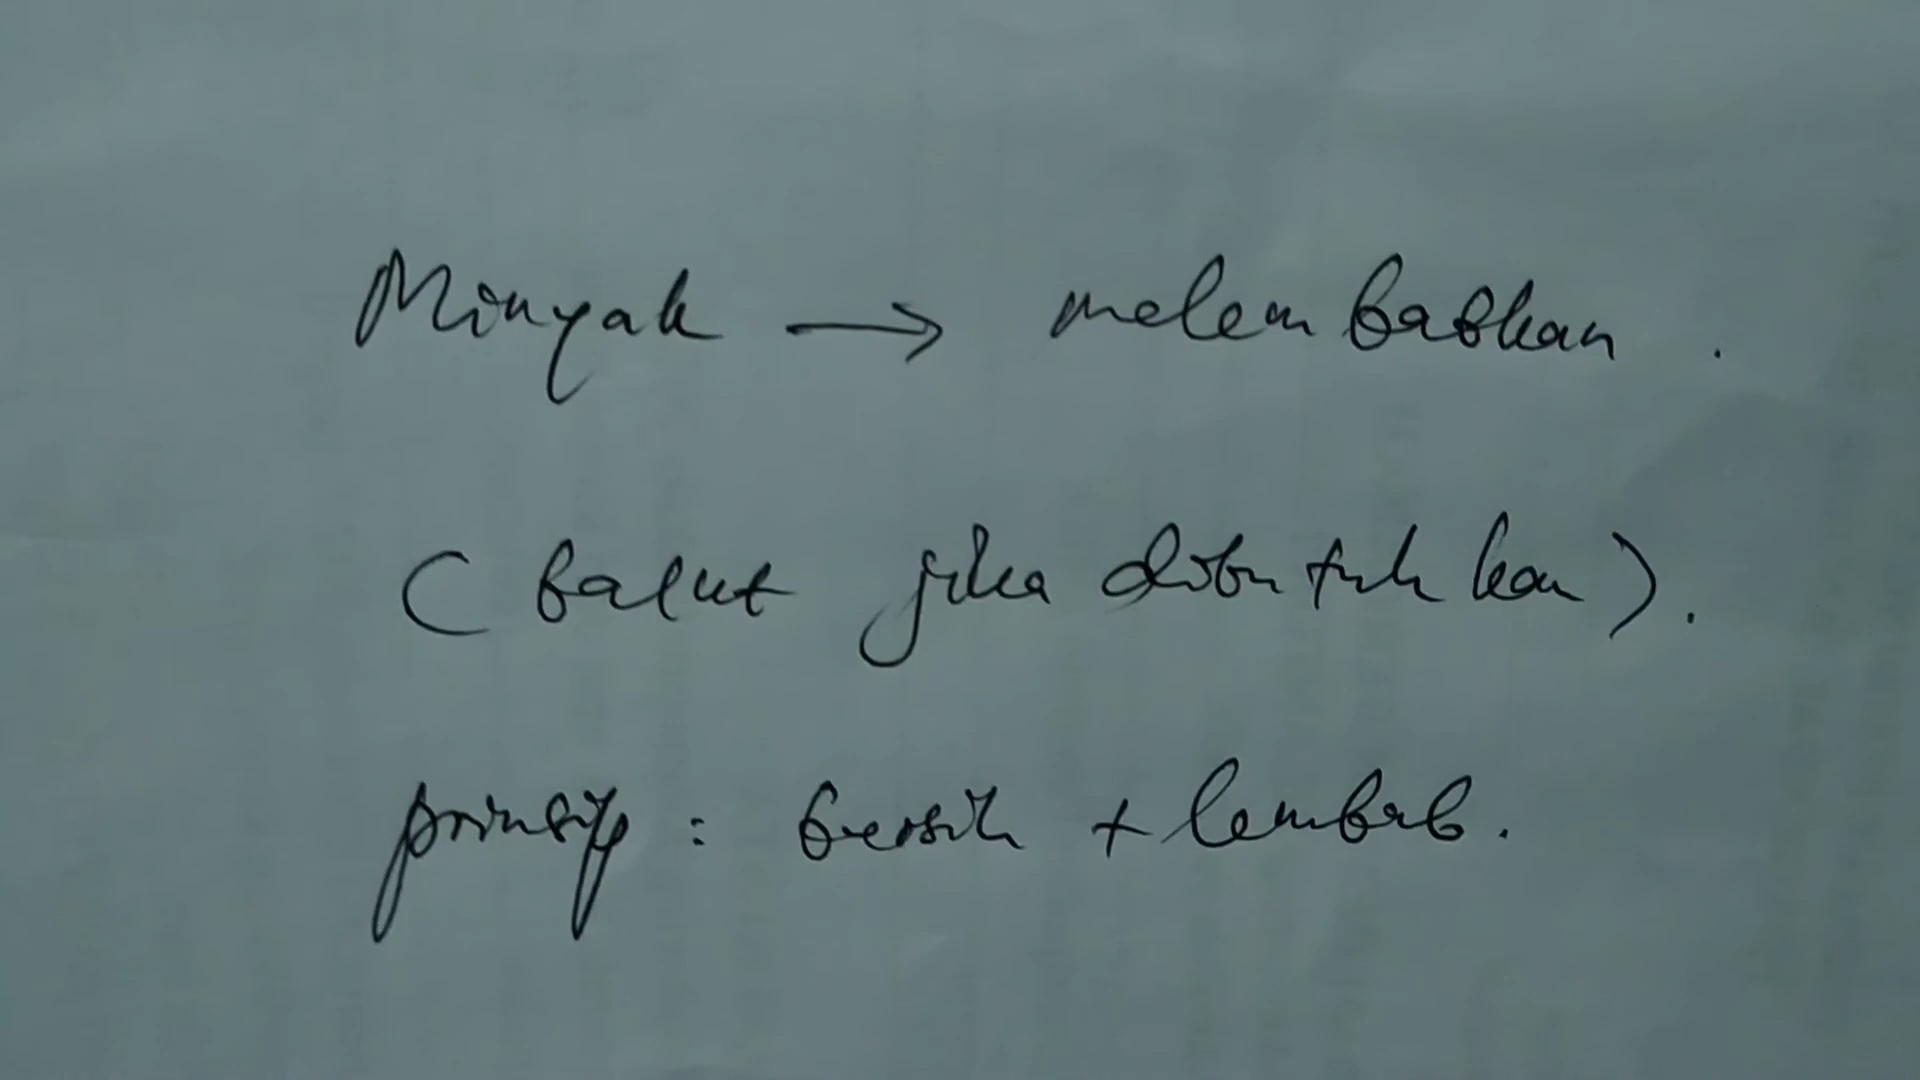 Minyak → melembabkan.
(balut jika dibutuhkan).
prinsip : bersih + lembab.